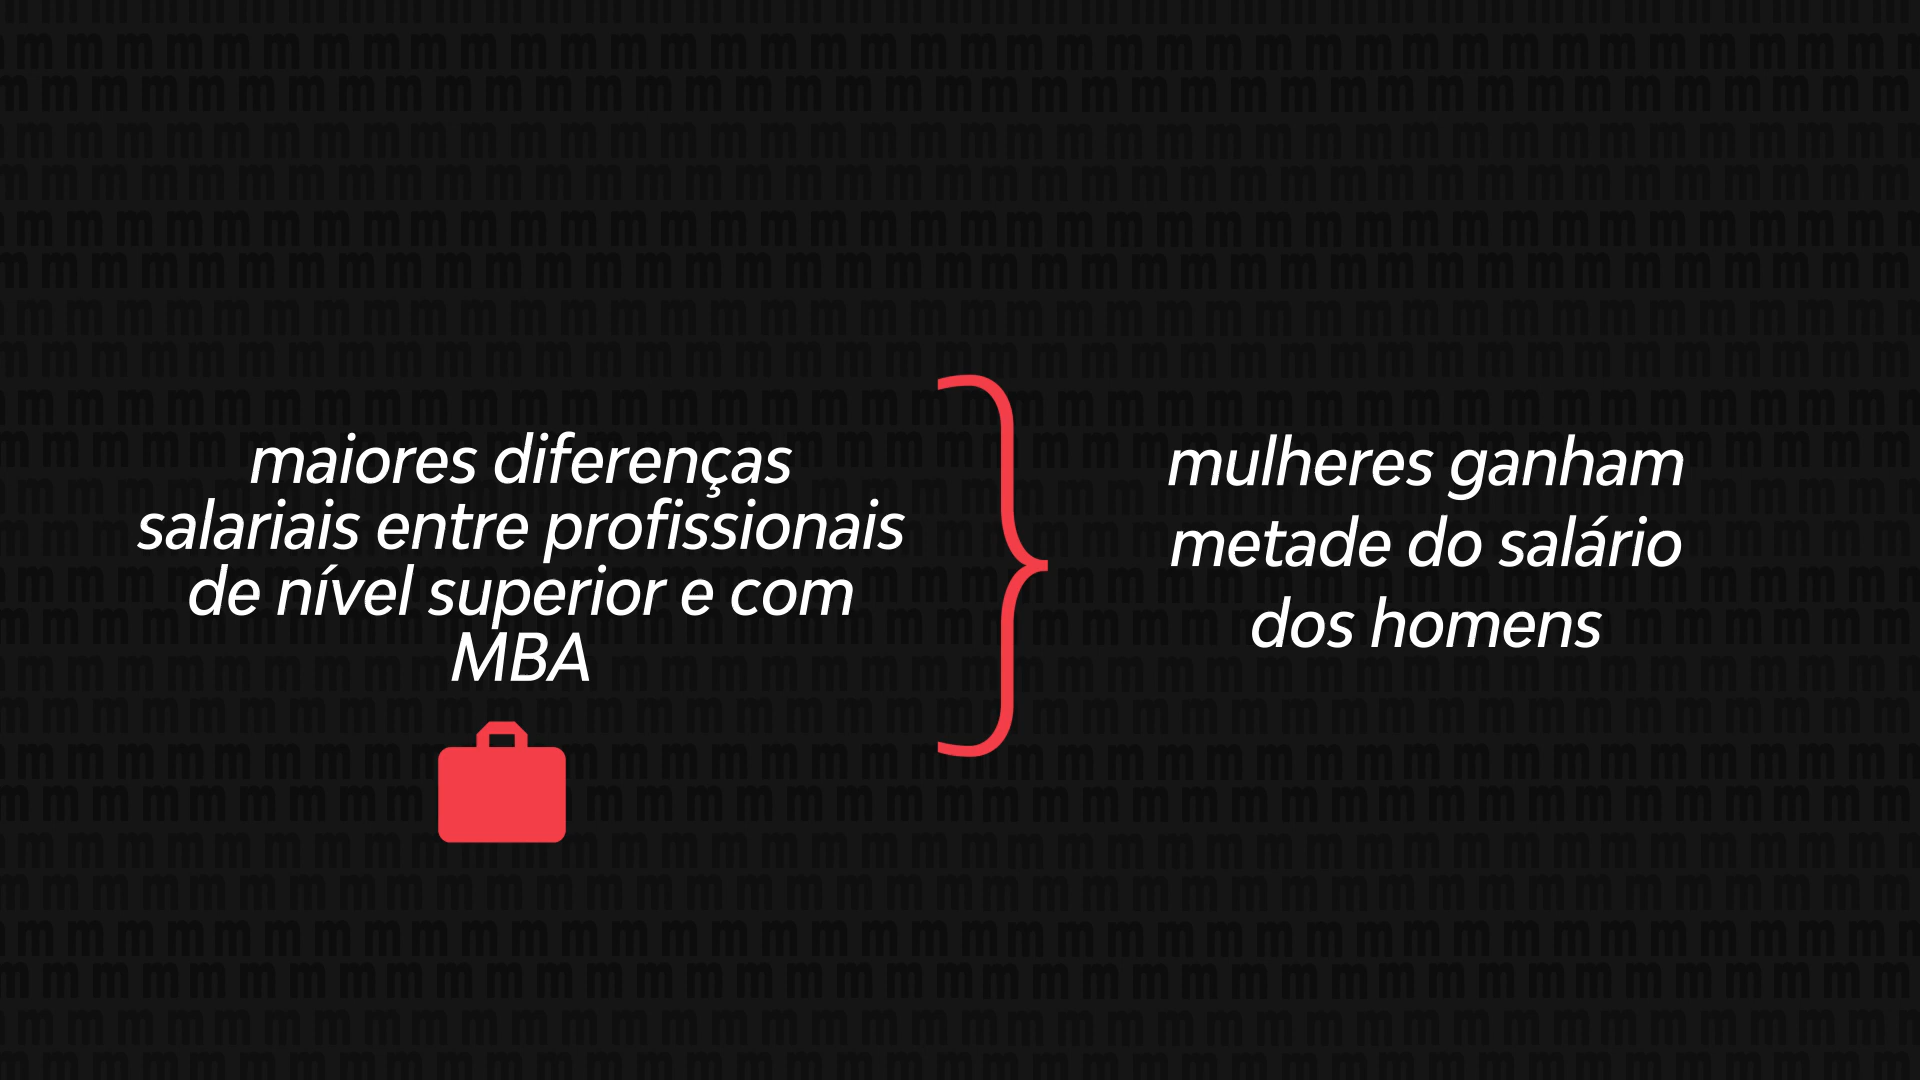 maiores diferenças
salariais entre profissionais
de nível superior e com
MBA
mulheres ganham
metade do salário
dos homens